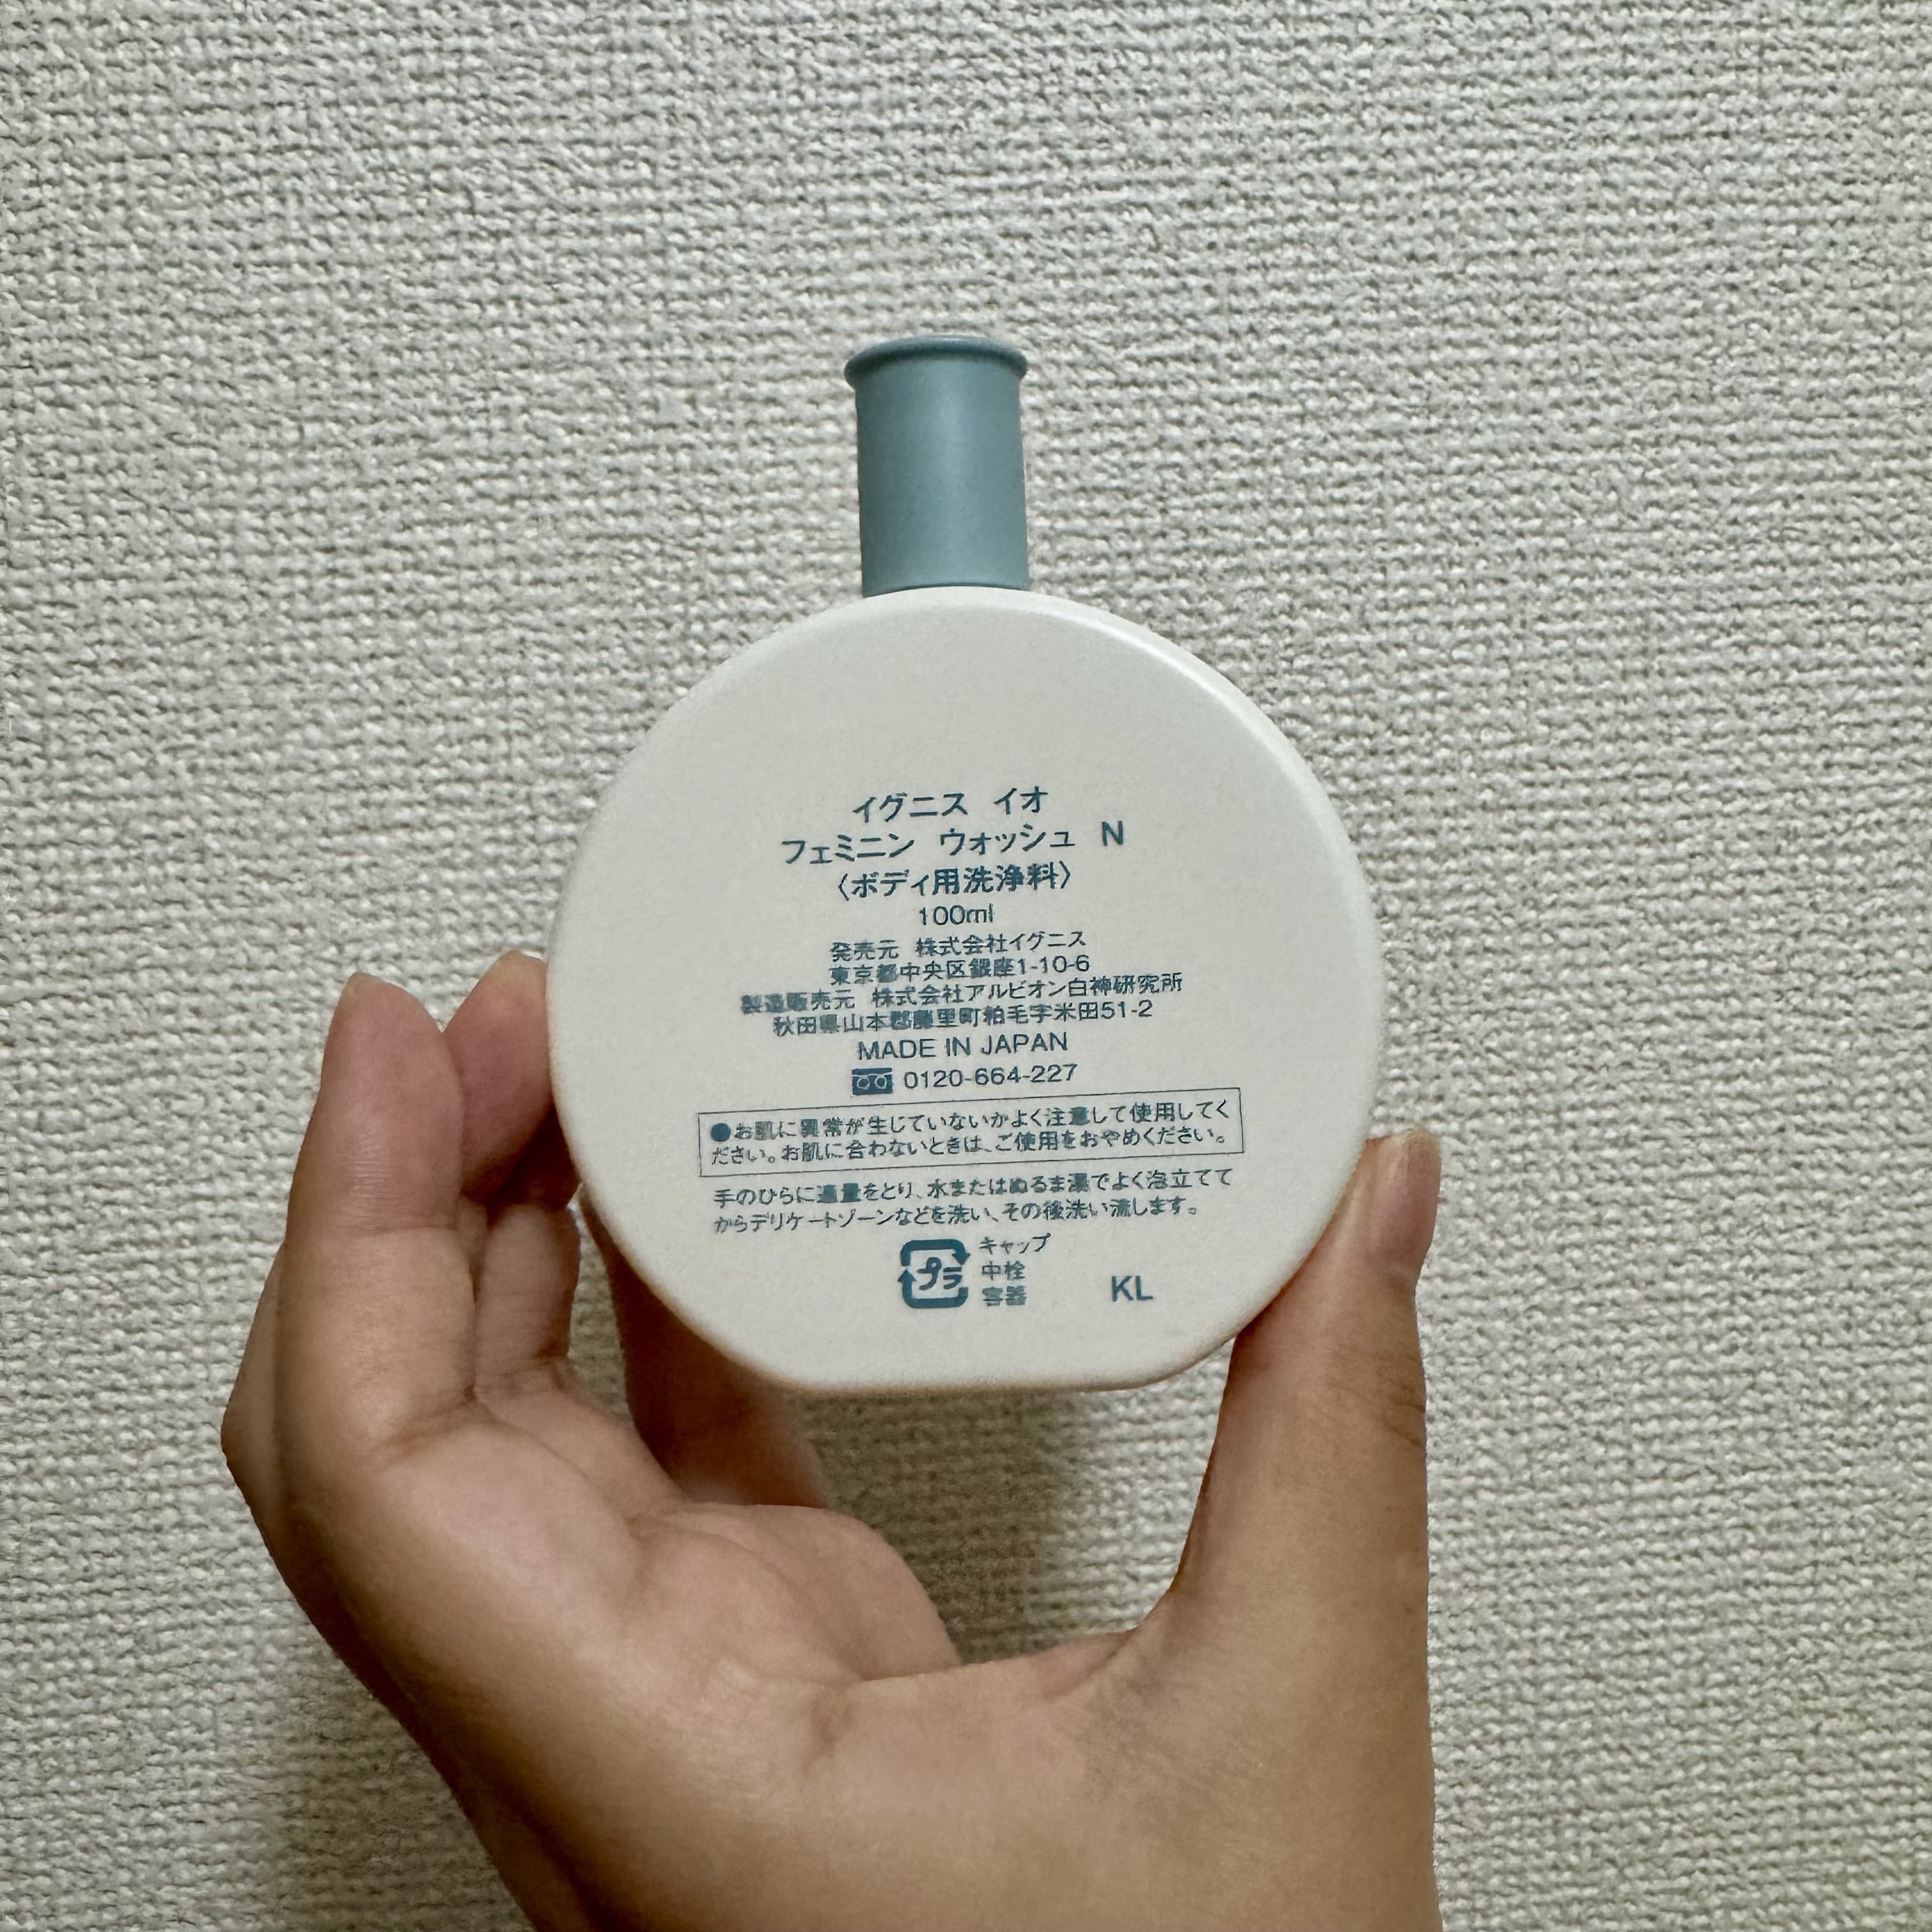 イグニス イオ
フェミニン ウォッシュ N
〈ボディ用洗浄料〉
100ml
発売元 株式会社イグニス
東京都中央区銀座1-10-6
製造販売元 株式会社アルビオン白神研究所
秋田県山本郡藤里町粕毛字米田51-2
MADE IN JAPAN
0120-664-227
●お肌に異常が生じていないかよく注意して使用してく
ださい。お肌に合わないときは、ご使用をおやめください。
手のひらに適量をとり、水またはぬるま湯でよく泡立てて
からデリケートゾーンなどを洗い、その後洗い流します。
プラ
キャップ
中栓
容器
KL